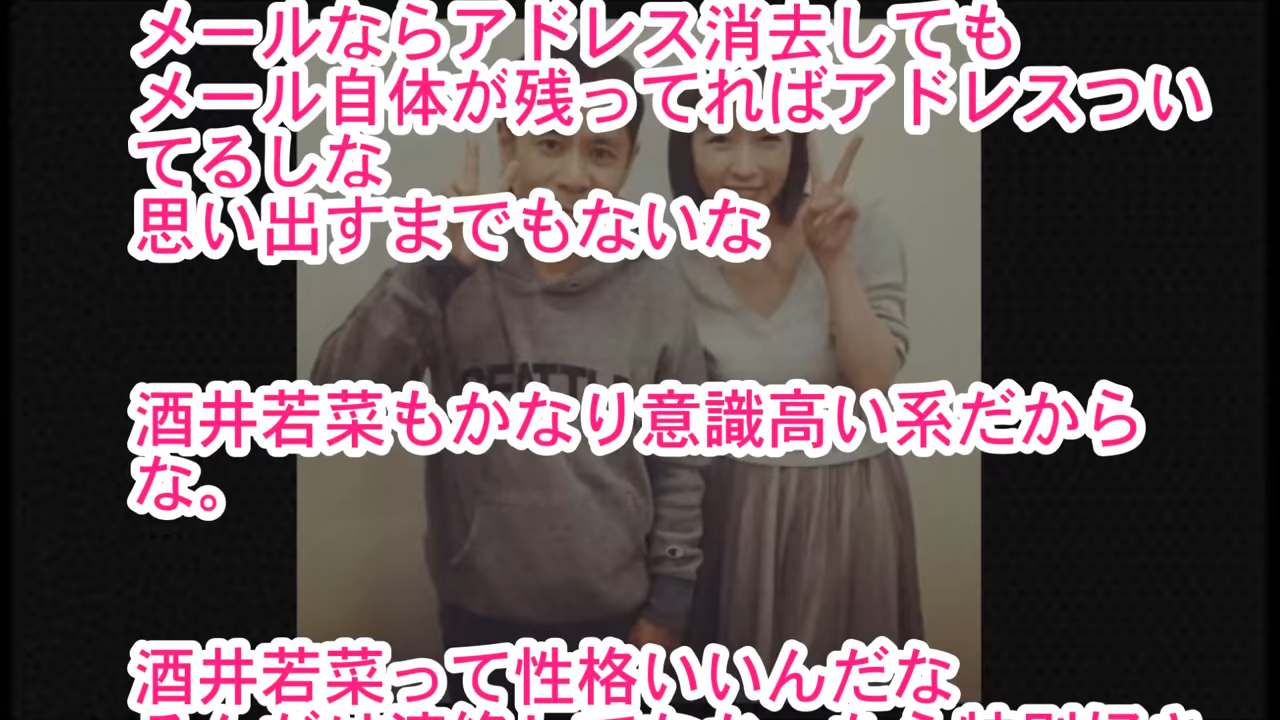 メールならアドレス消去しても
メール自体が残ってればアドレスつい
てるしな
思い出すまでもないな
酒井若菜もかなり意識高い系だから
な。
酒井若菜って性格いいんだな
SEATTLE